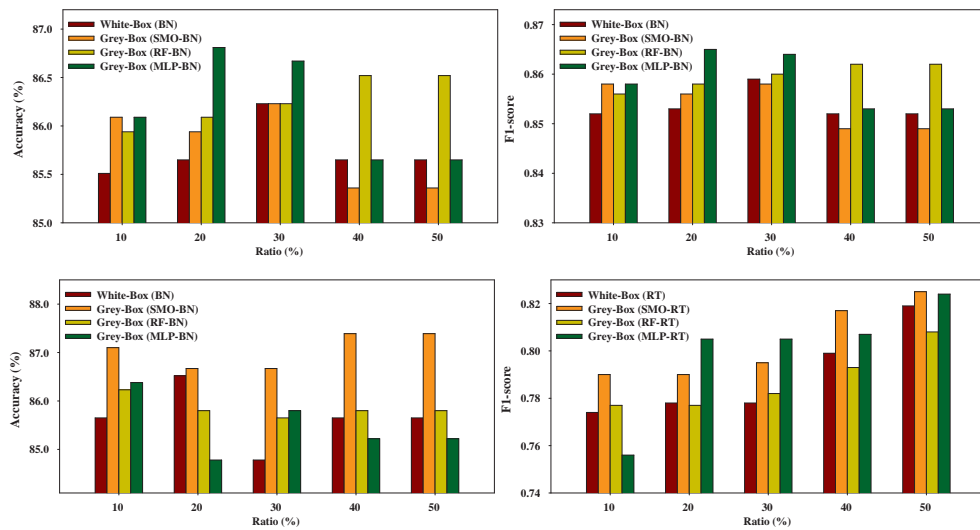 87.0
86.5
86.0
85.5
85.0
Accuracy (%)
White-Box (BN)
Grey-Box (SMO-BN)
Grey-Box (RF-BN)
Grey-Box (MLP-BN)
10 20 30 40 50
Ratio (%)
0.87
0.86
0.85
0.84
0.83
F1-score
White-Box (BN)
Grey-Box (SMO-BN)
Grey-Box (RF-BN)
Grey-Box (MLP-BN)
10 20 30 40 50
Ratio (%)
88.0
87.0
86.0
85.0
Accuracy (%)
White-Box (BN)
Grey-Box (SMO-BN)
Grey-Box (RF-BN)
Grey-Box (MLP-BN)
10 20 30 40 50
Ratio (%)
0.82
0.80
0.78
0.76
0.74
F1-score
White-Box (RT)
Grey-Box (SMO-RT)
Grey-Box (RF-RT)
Grey-Box (MLP-RT)
10 20 30 40 50
Ratio (%)